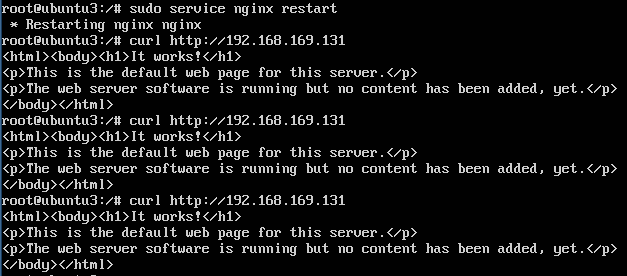 root@ubuntu3:/# sudo service nginx restart
 * Restarting nginx nginx
root@ubuntu3:/# curl http://192.168.169.131
<html><body><h1>It works!</h1>
<p>This is the default web page for this server.</p>
<p>The web server software is running but no content has been added, yet.</p>
</body></html>
root@ubuntu3:/# curl http://192.168.169.131
<html><body><h1>It works!</h1>
<p>This is the default web page for this server.</p>
<p>The web server software is running but no content has been added, yet.</p>
</body></html>
root@ubuntu3:/# curl http://192.168.169.131
<html><body><h1>It works!</h1>
<p>This is the default web page for this server.</p>
<p>The web server software is running but no content has been added, yet.</p>
</body></html>